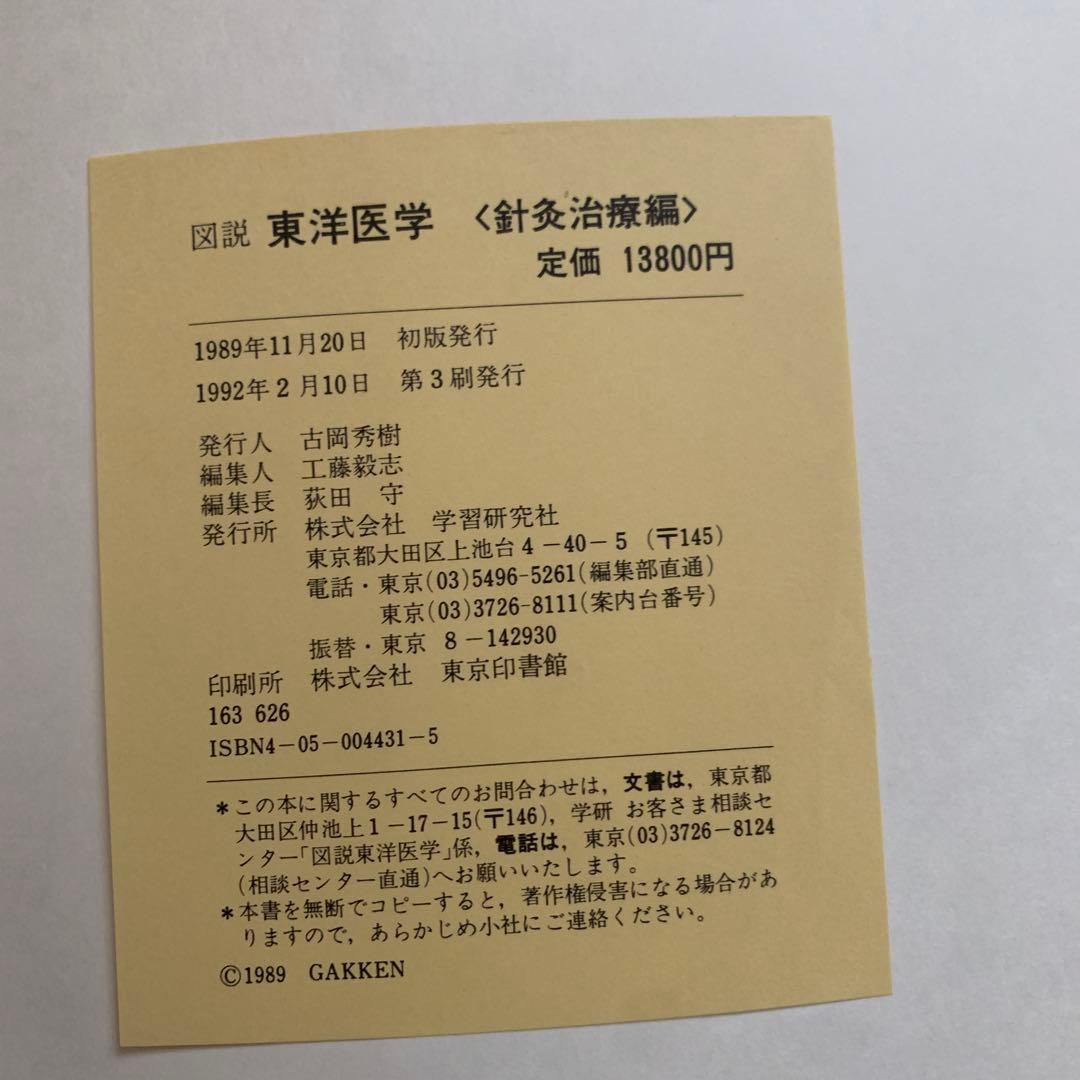 図説 東洋医学 〈針灸治療編〉
定価 13800円
1989年11月20日 初版発行
1992年2月10日 第3刷発行
発行人 古岡秀樹
編集人 工藤毅志
編集長 荻田 守
発行所 株式会社 学習研究社
東京都大田区上池台4-40-5 (〒145)
電話・東京(03)5496-5261(編集部直通)
東京(03)3726-8111(案内台番号)
振替・東京 8-142930
印刷所 株式会社 東京印書館
163 626
ISBN4-05-004431-5
*この本に関するすべてのお問合わせは,文書は,東京都
大田区仲池上1-17-15(〒146),学研 お客さま相談セ
ンター「図説東洋医学」係,電話は,東京(03)3726-8124
(相談センター直通)へお願いいたします。
*本書を無断でコピーすると,著作権侵害になる場合があ
りますので,あらかじめ小社にご連絡ください。
©1989 GAKKEN